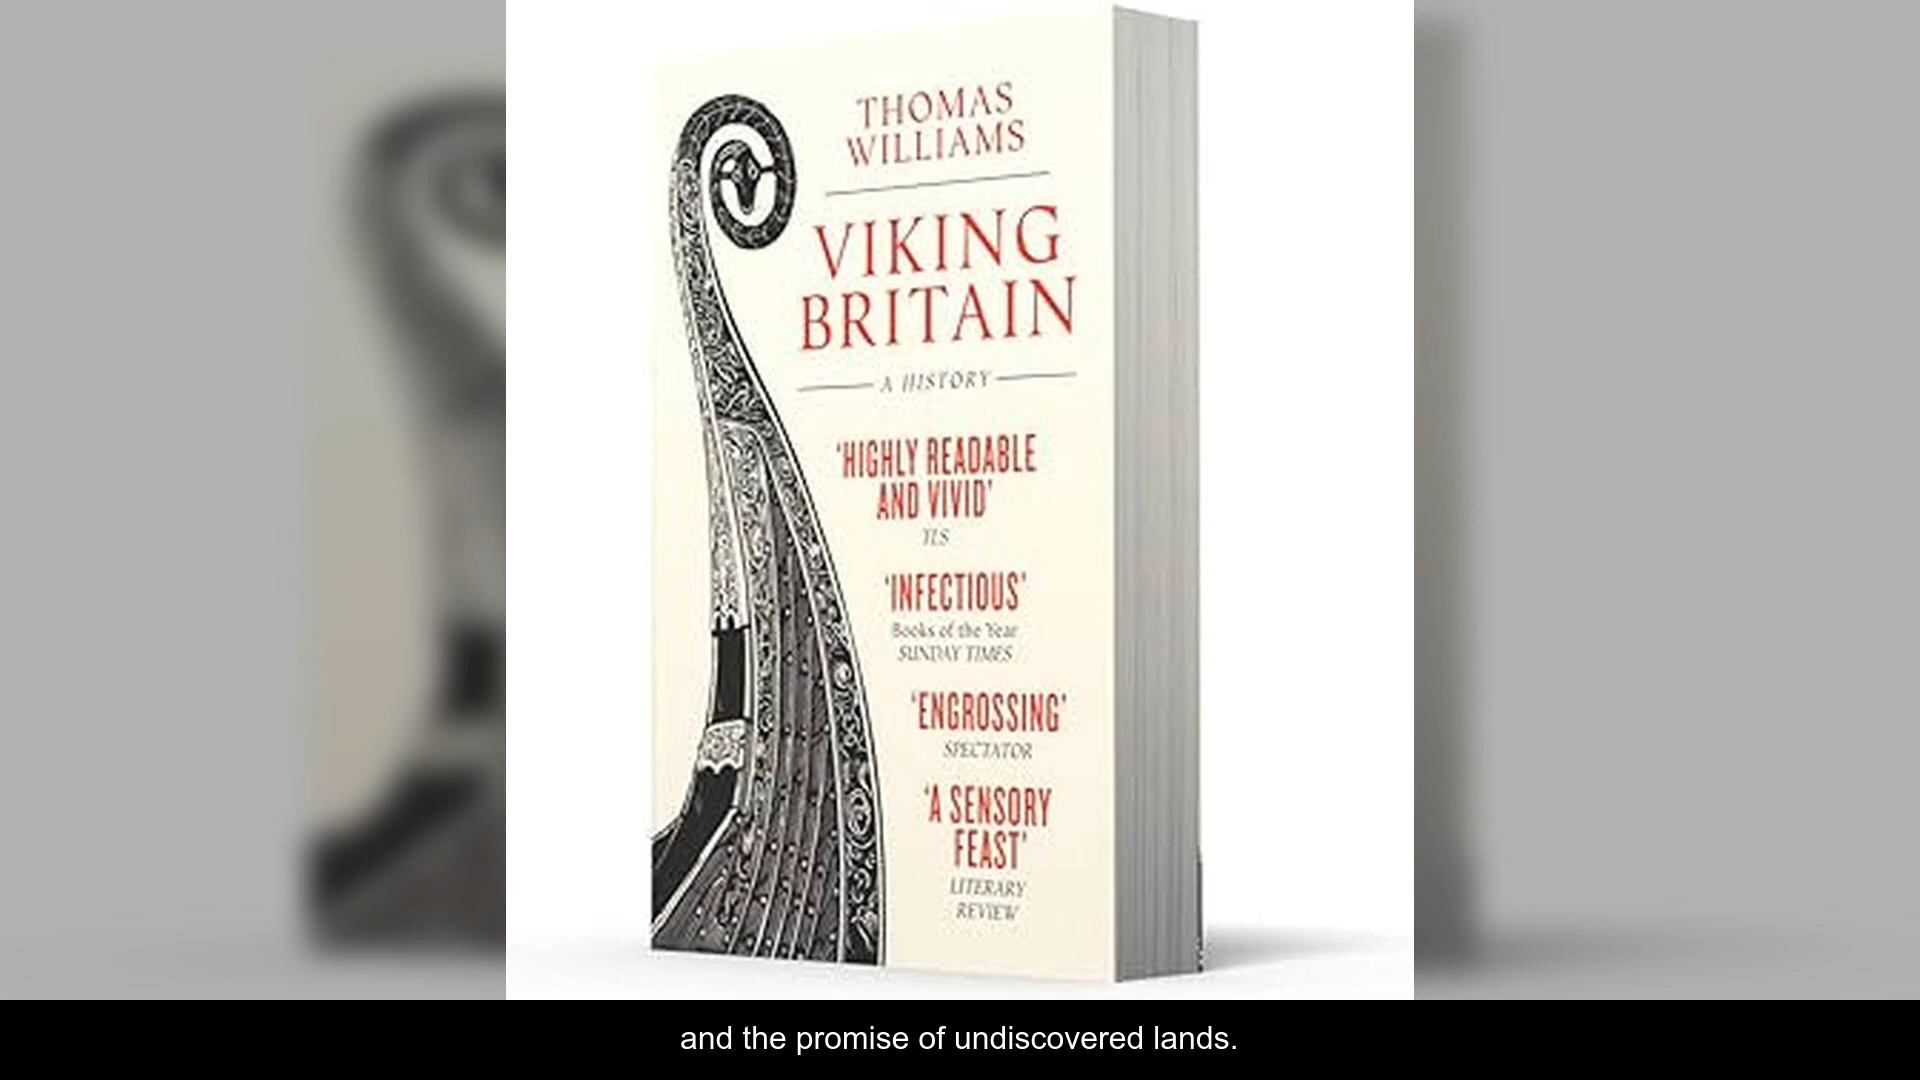 THOMAS
WILLIAMS
VIKING
BRITAIN
A HISTORY
‘HIGHLY READABLE
AND VIVID’
TLS
‘INFECTIOUS’
Books of the Year
SUNDAY TIMES
‘ENGROSSING’
SPECTATOR
‘A SENSORY
FEAST’
LITERARY
REVIEW
and the promise of undiscovered lands.